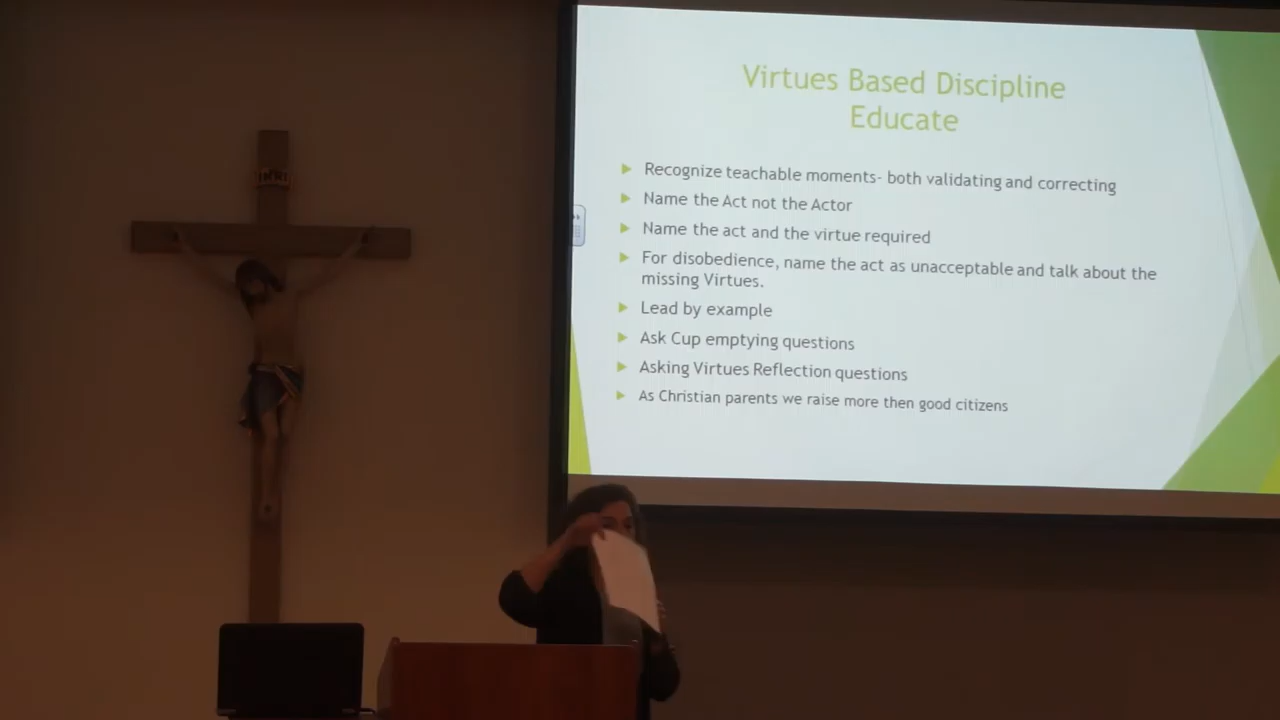 Virtues Based Discipline
Educate
Recognize teachable moments- both validating and correcting
Name the Act not the Actor
Name the act and the virtue required
For disobedience, name the act as unacceptable and talk about the
missing Virtues.
Lead by example
Ask Cup emptying questions
Asking Virtues Reflection questions
As Christian parents we raise more then good citizens